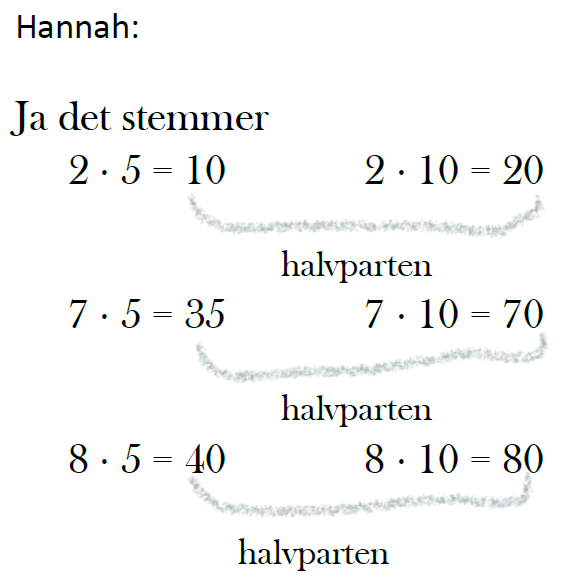 Hannah:
Ja det stemmer
2 · 5 = 10 2 · 10 = 20
halvparten
7 · 5 = 35 7 · 10 = 70
halvparten
8 · 5 = 40 8 · 10 = 80
halvparten